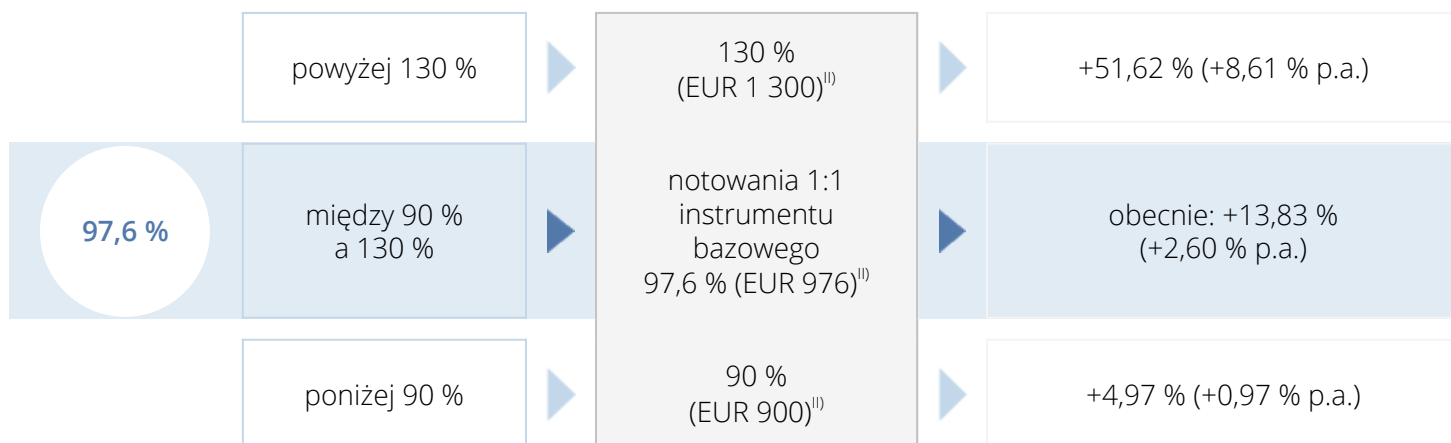 powyżej 130 %
130 %
(EUR 1 300)II)
+51,62 % (+8,61 % p.a.)
97,6 %
między 90 %
a 130 %
notowania 1:1
instrumentu
bazowego
97,6 % (EUR 976)II)
obecnie: +13,83 %
(+2,60 % p.a.)
poniżej 90 %
90 %
(EUR 900)II)
+4,97 % (+0,97 % p.a.)